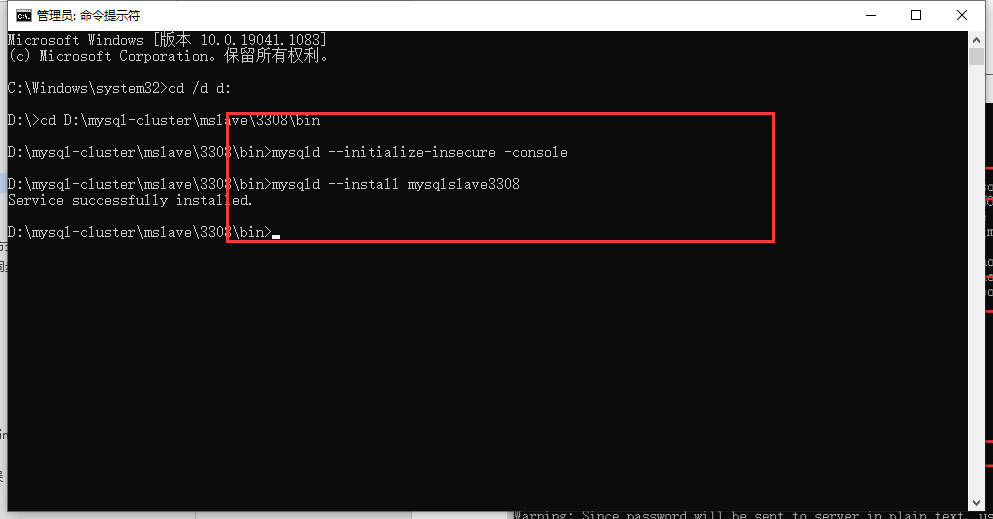 管理员: 命令提示符
Microsoft Windows [版本 10.0.19041.1083]
(c) Microsoft Corporation。保留所有权利。
C:\Windows\system32>cd /d d:
D:\>cd D:\mysql-cluster\mslave\3308\bin
D:\mysql-cluster\mslave\3308\bin>mysqld --initialize-insecure -console
D:\mysql-cluster\mslave\3308\bin>mysqld --install mysqlslave3308
Service successfully installed.
D:\mysql-cluster\mslave\3308\bin>
Warning: Since password will be sent to server in plain text, us